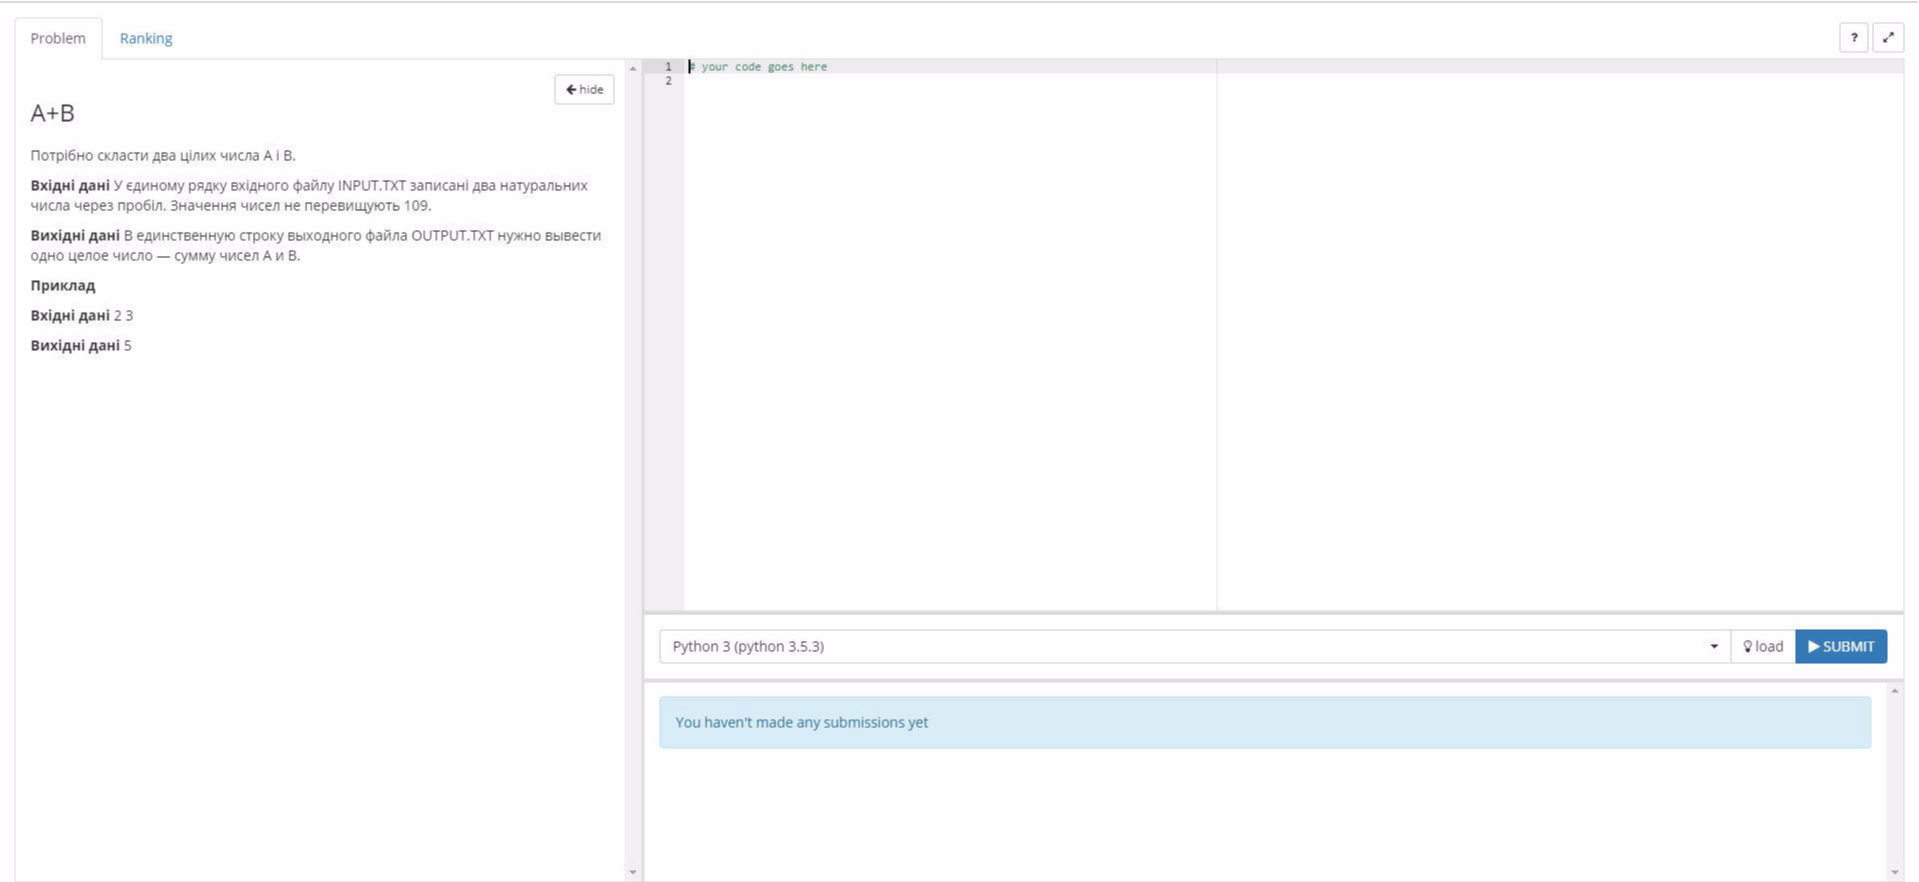 Problem
Ranking
?
hide
A+B
Потрібно скласти два цілих числа А і В.
Вхідні дані У єдиному рядку вхідного файлу INPUT.TXT записані два натуральних
числа через пробіл. Значення чисел не перевищують 109.
Вихідні дані В единственную строку выходного файла OUTPUT.TXT нужно вывести
одно целое число — сумму чисел А и В.
Приклад
Вхідні дані 2 3
Вихідні дані 5
1 # your code goes here
2
Python 3 (python 3.5.3)
load
SUBMIT
You haven't made any submissions yet